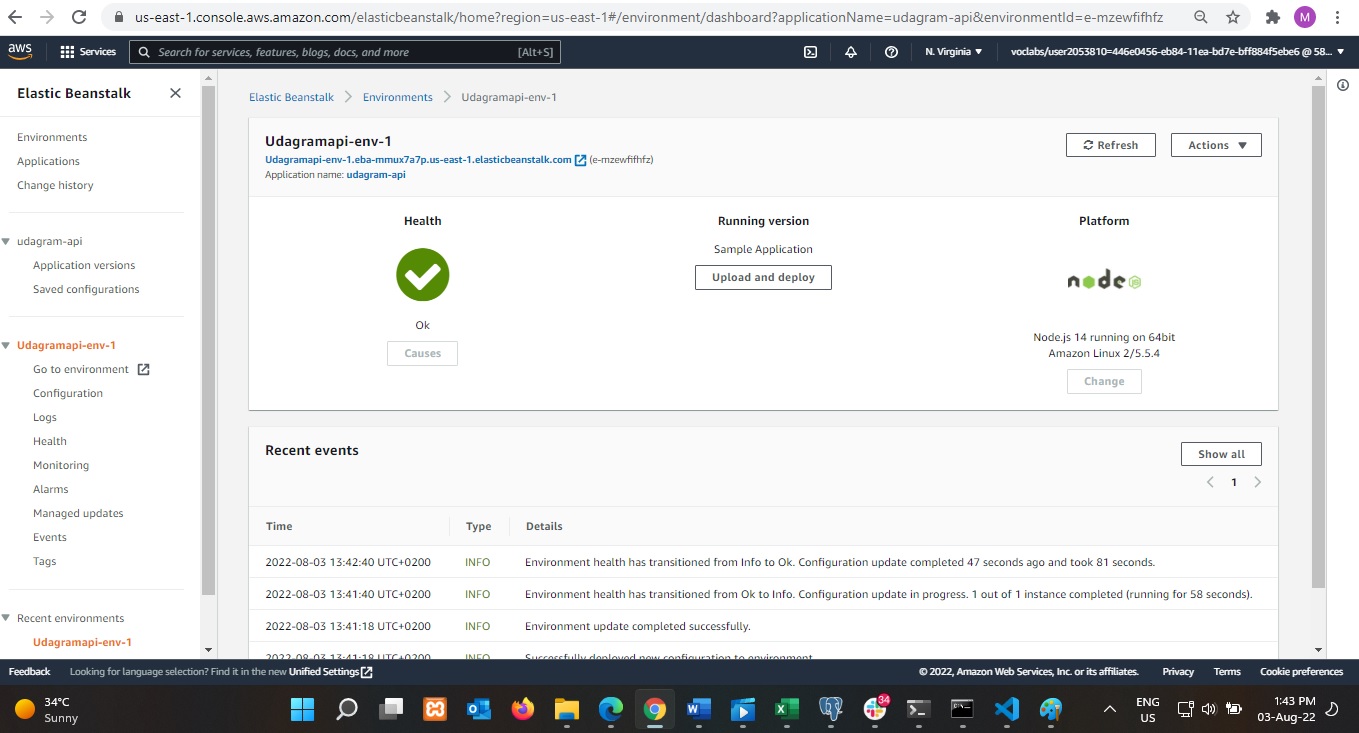 us-east-1.console.aws.amazon.com/elasticbeanstalk/home?region=us-east-1#/environment/dashboard?applicationName=udagram-api&environmentId=e-mzewfifhfz
M
aws
Services
Search for services, features, blogs, docs, and more [Alt+S]
N. Virginia ▼
voclabs/user2053810=446e0456-eb84-11ea-bd7e-bff884f5ebe6 @ 58... ▼
Elastic Beanstalk
Environments
Applications
Change history
udagram-api
Application versions
Saved configurations
Udagramapi-env-1
Go to environment
Configuration
Logs
Health
Monitoring
Alarms
Managed updates
Events
Tags
Recent environments
Udagramapi-env-1
Elastic Beanstalk > Environments > Udagramapi-env-1
Udagramapi-env-1
Udagramapi-env-1.eba-mmux7a7p.us-east-1.elasticbeanstalk.com (e-mzewfifhfz)
Application name: udagram-api
Refresh
Actions ▼
Health
Ok
Causes
Running version
Sample Application
Upload and deploy
Platform
node JS
Node.js 14 running on 64bit
Amazon Linux 2/5.5.4
Change
Recent events
Show all
< 1 >
Time Type Details
2022-08-03 13:42:40 UTC+0200 INFO Environment health has transitioned from Info to Ok. Configuration update completed 47 seconds ago and took 81 seconds.
2022-08-03 13:41:40 UTC+0200 INFO Environment health has transitioned from Ok to Info. Configuration update in progress. 1 out of 1 instance completed (running for 58 seconds).
2022-08-03 13:41:18 UTC+0200 INFO Environment update completed successfully.
2022-08-03 13:41:18 UTC+0200 INFO Successfully deployed new configuration to environment.
Feedback
Looking for language selection? Find it in the new Unified Settings
© 2022, Amazon Web Services, Inc. or its affiliates.
Privacy
Terms
Cookie preferences
34°C
Sunny
34
ENG
US
1:43 PM
03-Aug-22